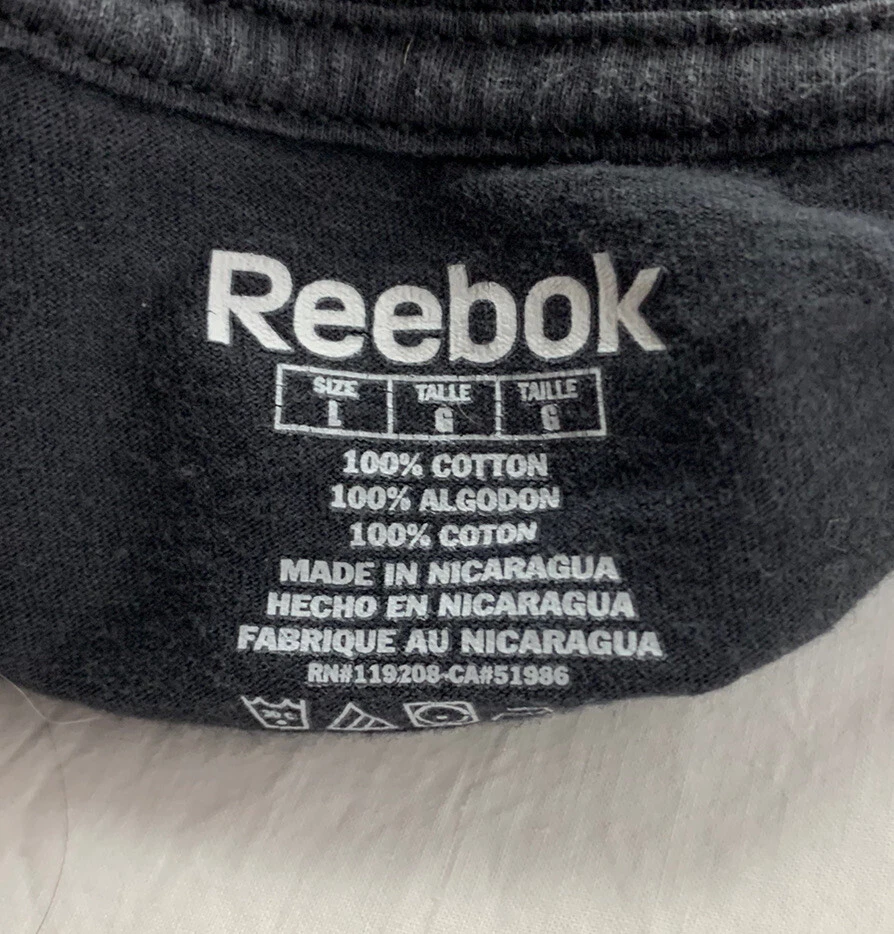 Reebok
SIZE TALLE TAILLE
L G G
100% COTTON
100% ALGODON
100% COTON
MADE IN NICARAGUA
HECHO EN NICARAGUA
FABRIQUE AU NICARAGUA
RN#119208-CA#51986